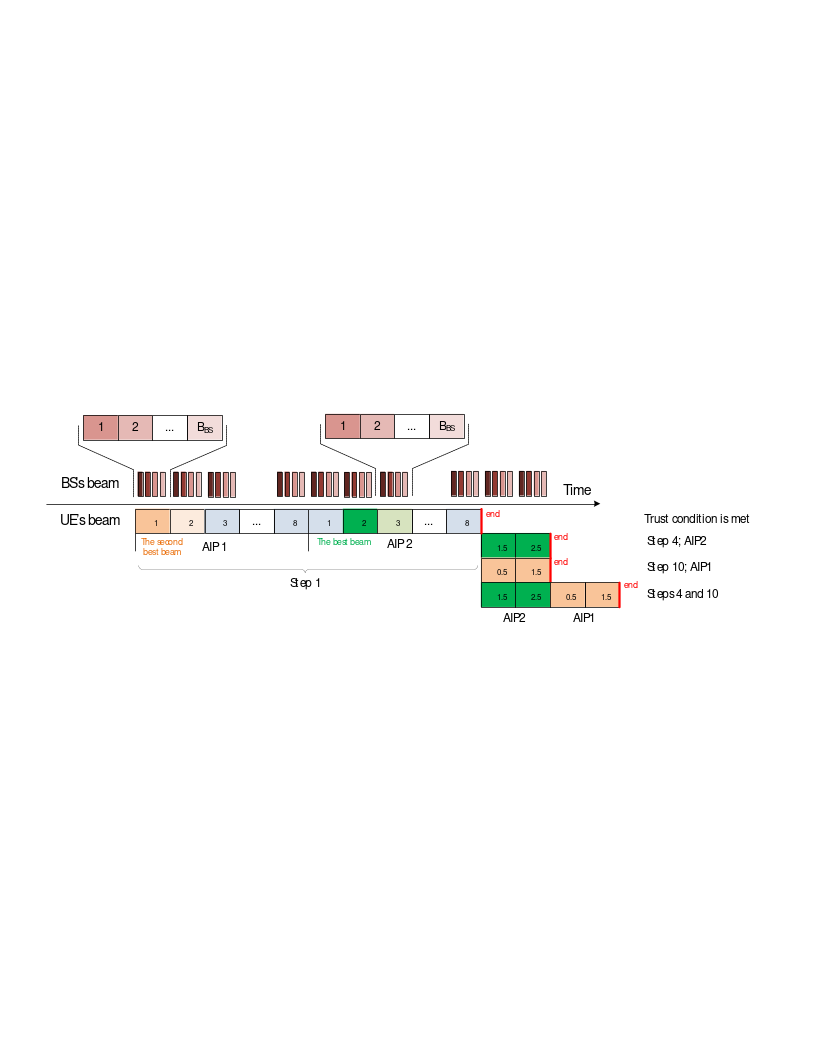 1 2 ... BBS
1 2 ... BBS
BSs beam
Time
UE's beam
1 2 3 ... 8 1 2 3 ... 8
end
Trust condition is met
The second
best beam
AIP 1
The best beam
AIP 2
1.5 2.5
end
Step 4; AIP2
0.5 1.5
end
Step 10; AIP1
Step 1
1.5 2.5 0.5 1.5
end
Steps 4 and 10
AIP2
AIP1